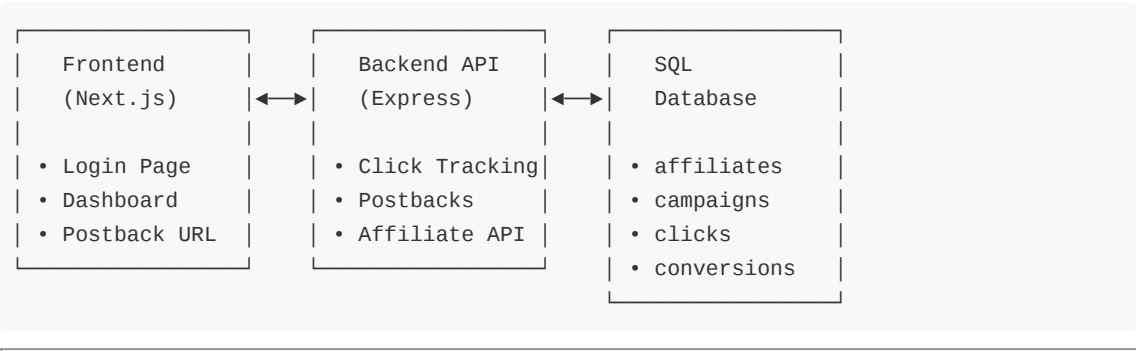 Frontend Backend API SQL
(Next.js) (Express) Database
• Login Page • Click Tracking • affiliates
• Dashboard • Postbacks • campaigns
• Postback URL • Affiliate API • clicks
• conversions